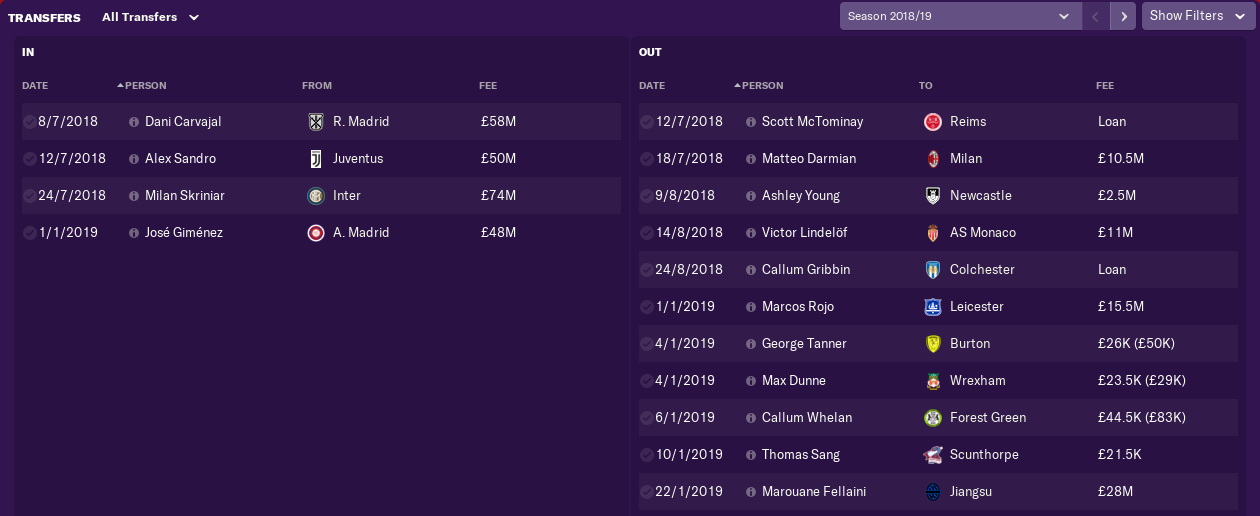 TRANSFERS All Transfers Season 2018/19 Show Filters
IN
DATE PERSON FROM FEE
8/7/2018 Dani Carvajal R. Madrid £58M
12/7/2018 Alex Sandro Juventus £50M
24/7/2018 Milan Skriniar Inter £74M
1/1/2019 José Giménez A. Madrid £48M
OUT
DATE PERSON TO FEE
12/7/2018 Scott McTominay Reims Loan
18/7/2018 Matteo Darmian Milan £10.5M
9/8/2018 Ashley Young Newcastle £2.5M
14/8/2018 Victor Lindelöf AS Monaco £11M
24/8/2018 Callum Gribbin Colchester Loan
1/1/2019 Marcos Rojo Leicester £15.5M
4/1/2019 George Tanner Burton £26K (£50K)
4/1/2019 Max Dunne Wrexham £23.5K (£29K)
6/1/2019 Callum Whelan Forest Green £44.5K (£83K)
10/1/2019 Thomas Sang Scunthorpe £21.5K
22/1/2019 Marouane Fellaini Jiangsu £28M